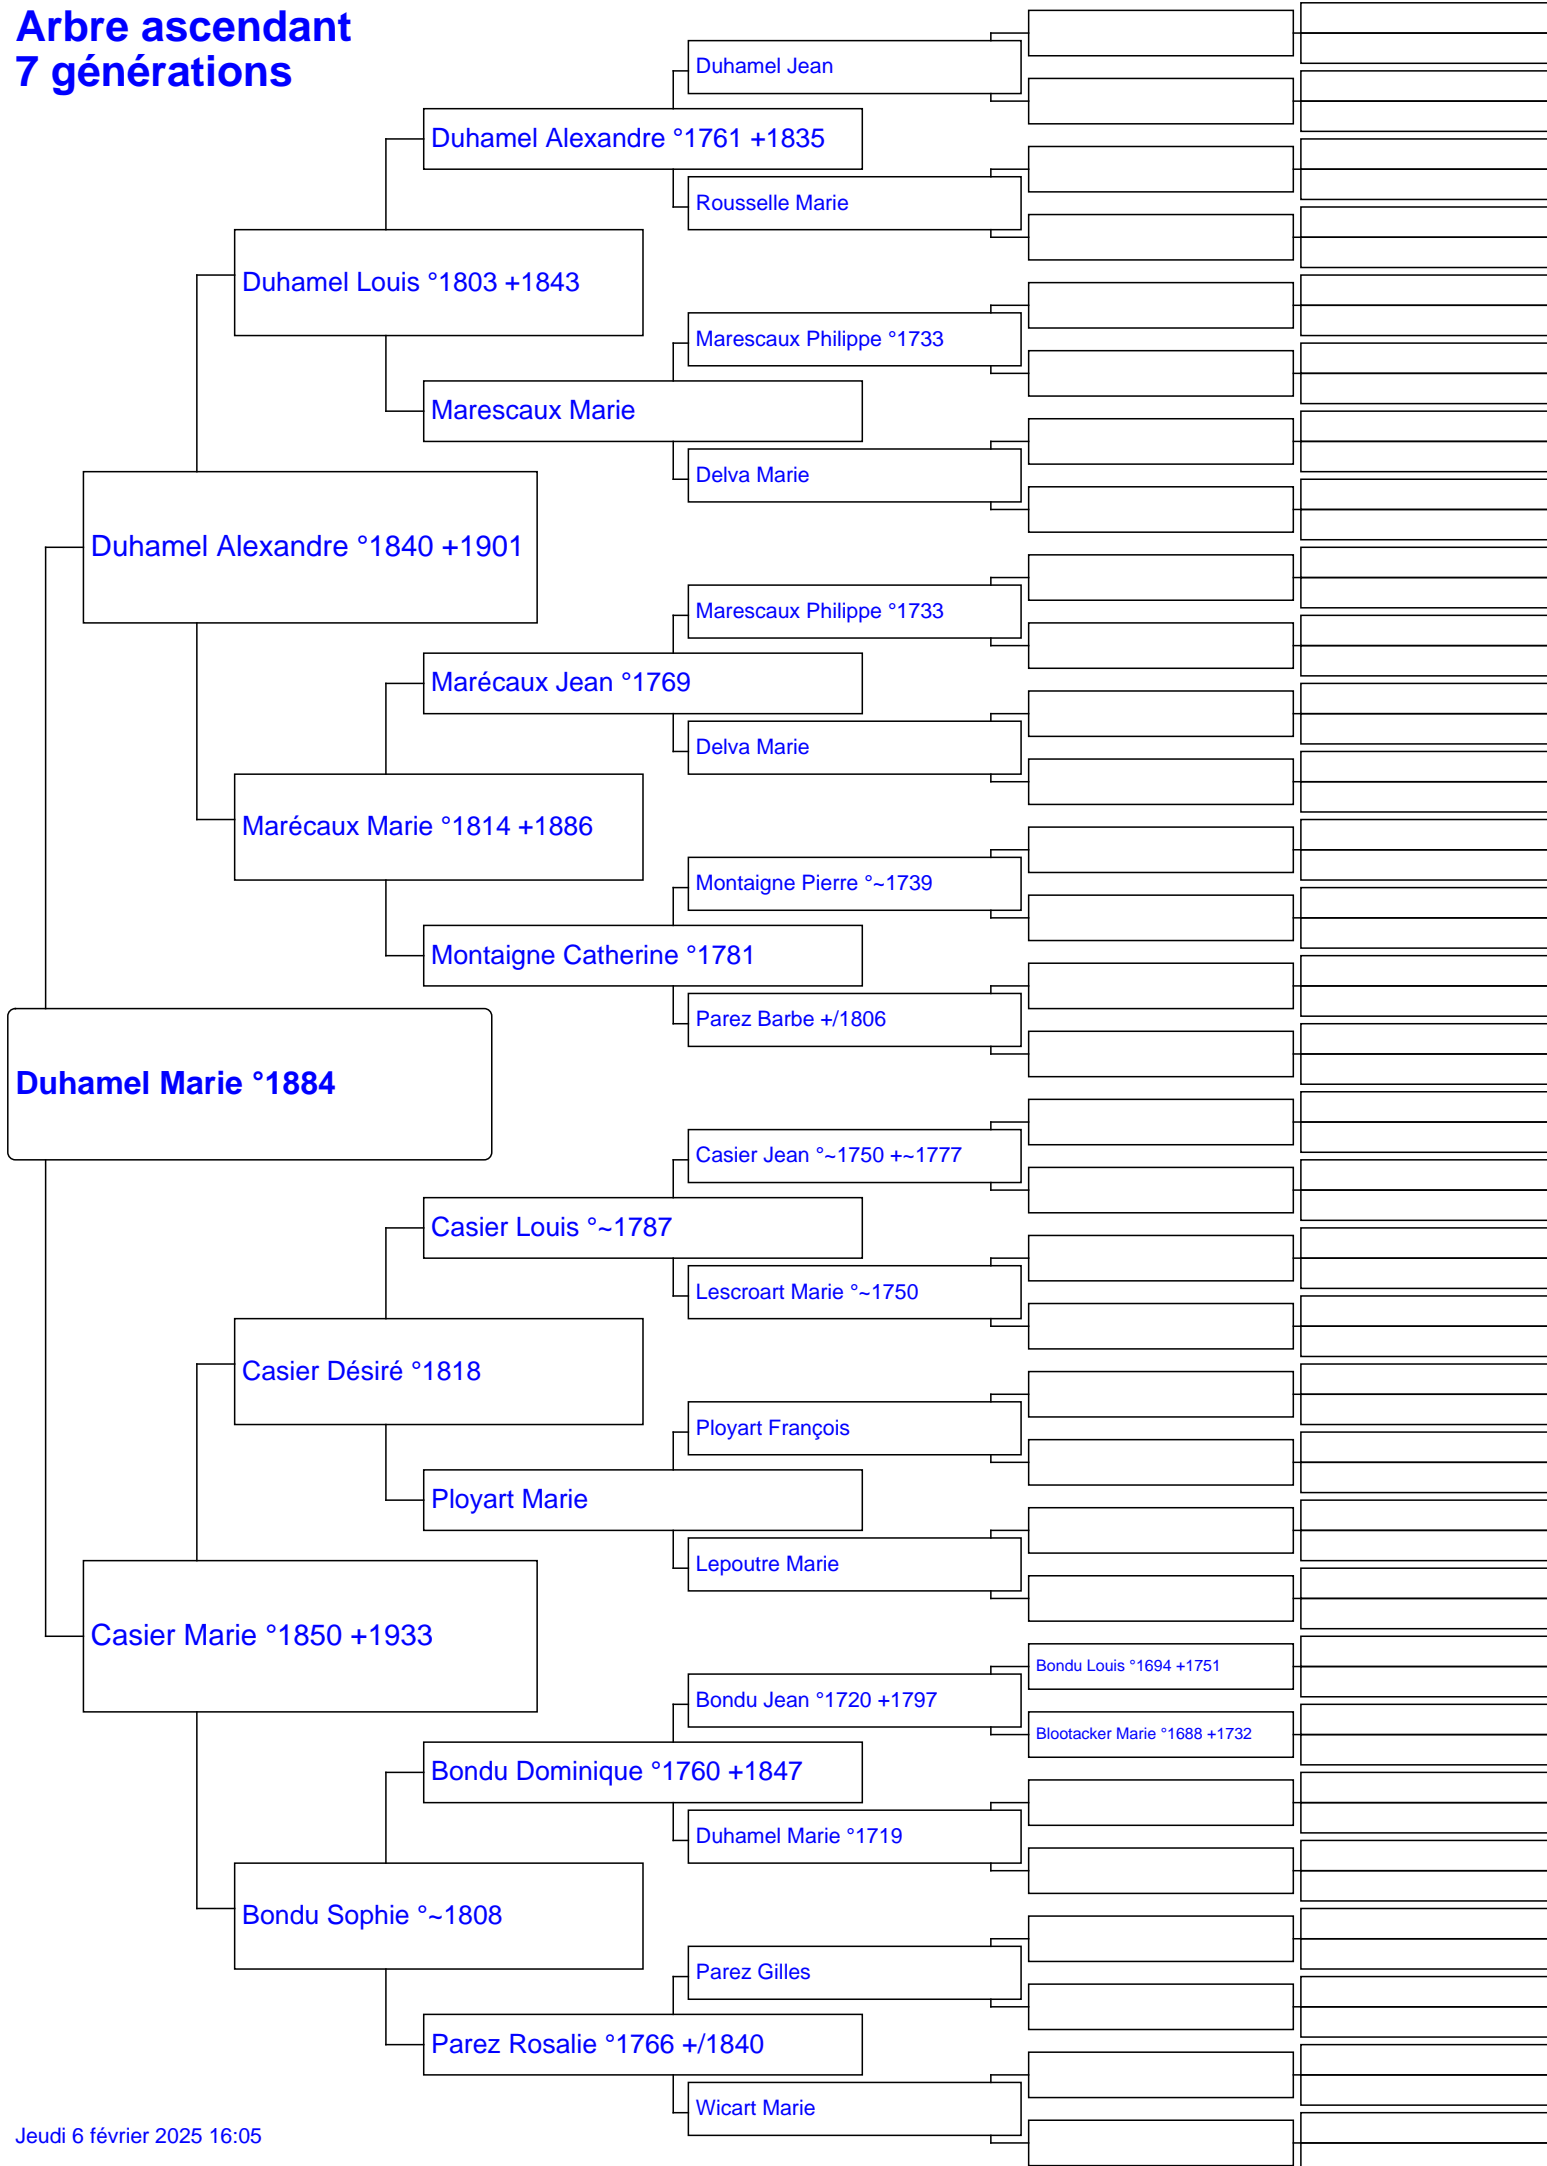 Arbre ascendant
7 générations
Duhamel Jean
Duhamel Alexandre °1761 +1835
Rousselle Marie
Duhamel Louis °1803 +1843
Marescaux Philippe °1733
Marescaux Marie
Delva Marie
Duhamel Alexandre °1840 +1901
Marescaux Philippe °1733
Marécaux Jean °1769
Delva Marie
Marécaux Marie °1814 +1886
Montaigne Pierre °~1739
Montaigne Catherine °1781
Parez Barbe +/1806
Duhamel Marie °1884
Casier Jean °~1750 +~1777
Casier Louis °~1787
Lescroart Marie °~1750
Casier Désiré °1818
Ployart François
Ployart Marie
Lepoutre Marie
Casier Marie °1850 +1933
Bondu Louis °1694 +1751
Bondu Jean °1720 +1797
Blootacker Marie °1688 +1732
Bondu Dominique °1760 +1847
Duhamel Marie °1719
Bondu Sophie °~1808
Parez Gilles
Parez Rosalie °1766 +/1840
Wicart Marie
Jeudi 6 février 2025 16:05